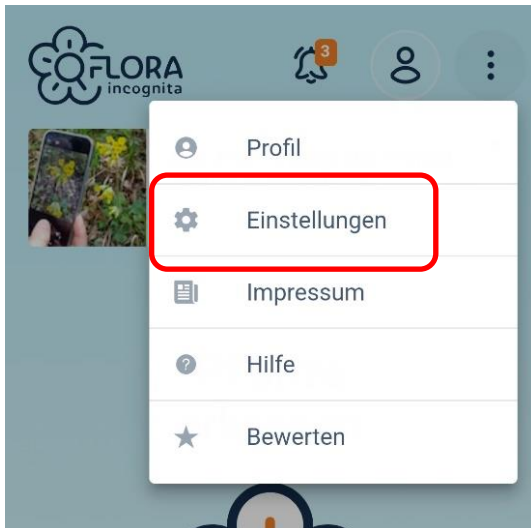 FLORA
incognita
3
Profil
Einstellungen
Impressum
Hilfe
Bewerten